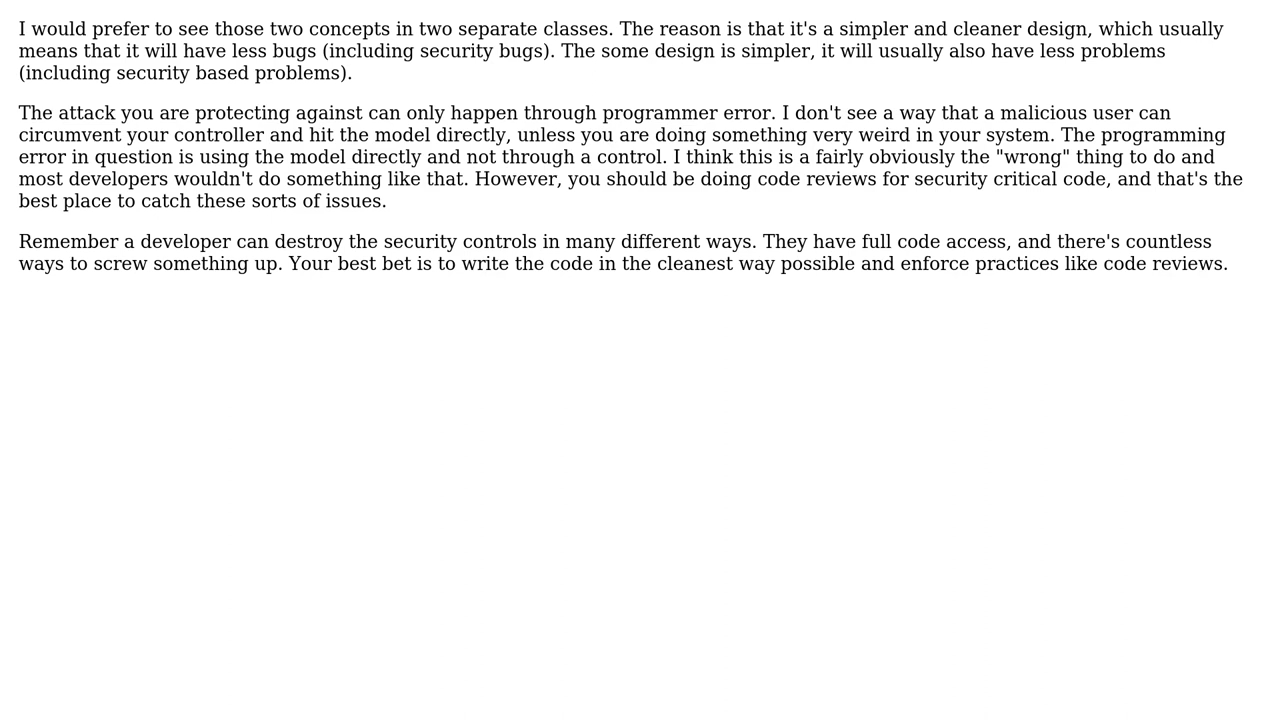 I would prefer to see those two concepts in two separate classes. The reason is that it's a simpler and cleaner design, which usually
means that it will have less bugs (including security bugs). The some design is simpler, it will usually also have less problems
(including security based problems).
The attack you are protecting against can only happen through programmer error. I don't see a way that a malicious user can
circumvent your controller and hit the model directly, unless you are doing something very weird in your system. The programming
error in question is using the model directly and not through a control. I think this is a fairly obviously the "wrong" thing to do and
most developers wouldn't do something like that. However, you should be doing code reviews for security critical code, and that's the
best place to catch these sorts of issues.
Remember a developer can destroy the security controls in many different ways. They have full code access, and there's countless
ways to screw something up. Your best bet is to write the code in the cleanest way possible and enforce practices like code reviews.